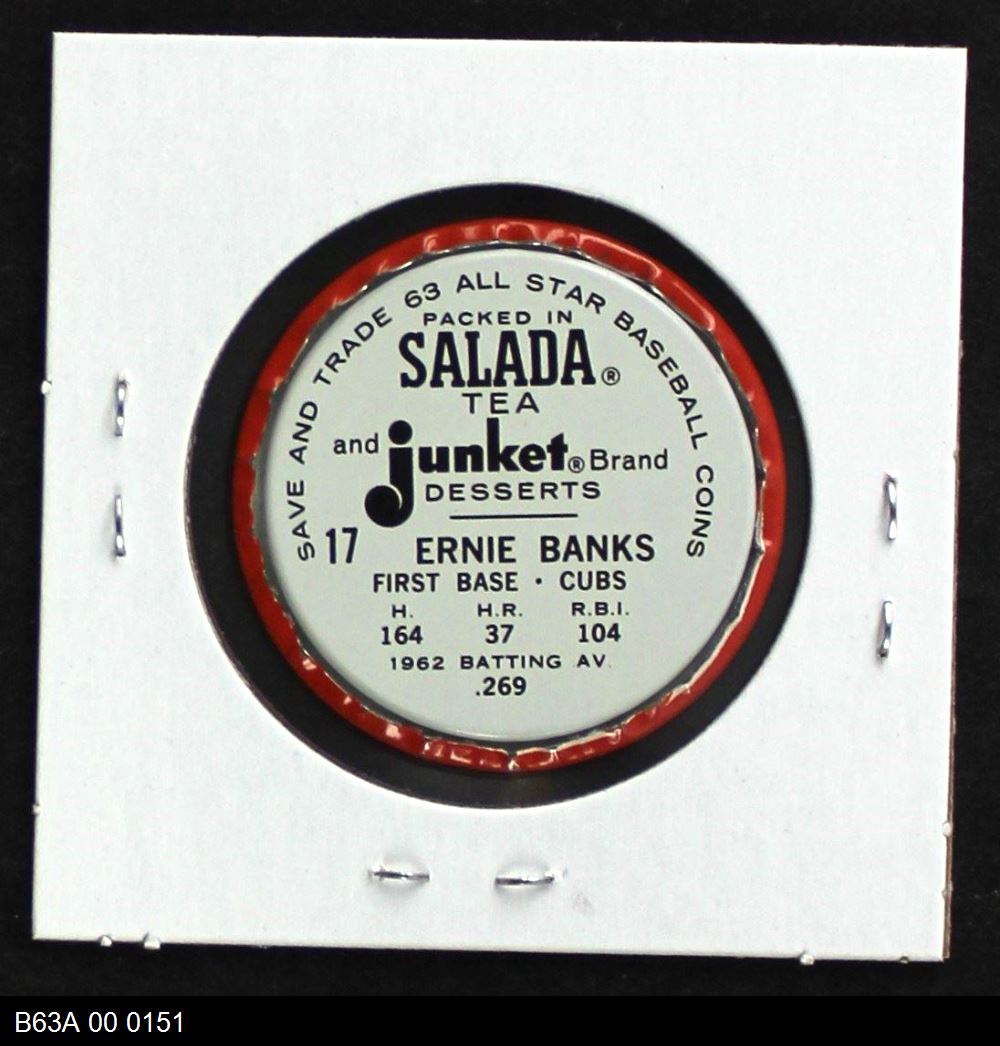 SAVE AND TRADE 63 ALL STAR BASEBALL COINS
PACKED IN
SALADA®
TEA
and junket® Brand
DESSERTS
17 ERNIE BANKS
FIRST BASE · CUBS
H. H.R. R.B.I.
164 37 104
1962 BATTING AV.
.269
B63A 00 0151